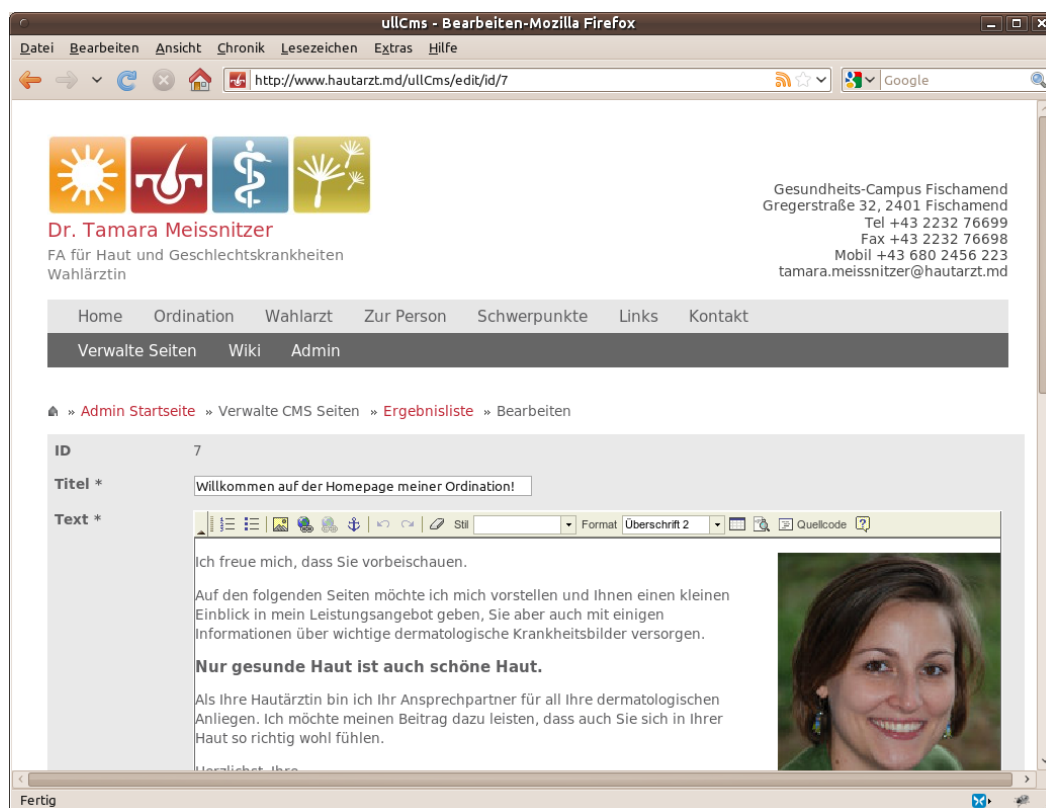 ullCms - Bearbeiten-Mozilla Firefox
Datei Bearbeiten Ansicht Chronik Lesezeichen Extras Hilfe
http://www.hautarzt.md/ullCms/edit/id/7
Google
Dr. Tamara Meissnitzer
FA für Haut und Geschlechtskrankheiten
Wahlärztin
Gesundheits-Campus Fischamend
Gregerstraße 32, 2401 Fischamend
Tel +43 2232 76699
Fax +43 2232 76698
Mobil +43 680 2456 223
tamara.meissnitzer@hautarzt.md
Home Ordination Wahlarzt Zur Person Schwerpunkte Links Kontakt
Verwalte Seiten Wiki Admin
» Admin Startseite » Verwalte CMS Seiten » Ergebnisliste » Bearbeiten
ID 7
Titel * Willkommen auf der Homepage meiner Ordination!
Text *
Stil Format Überschrift 2 Quellcode
Ich freue mich, dass Sie vorbeischauen.
Auf den folgenden Seiten möchte ich mich vorstellen und Ihnen einen kleinen
Einblick in mein Leistungsangebot geben, Sie aber auch mit einigen
Informationen über wichtige dermatologische Krankheitsbilder versorgen.
Nur gesunde Haut ist auch schöne Haut.
Als Ihre Hautärztin bin ich Ihr Ansprechpartner für all Ihre dermatologischen
Anliegen. Ich möchte meinen Beitrag dazu leisten, dass auch Sie sich in Ihrer
Haut so richtig wohl fühlen.
Herzlichst, Ihre
Fertig